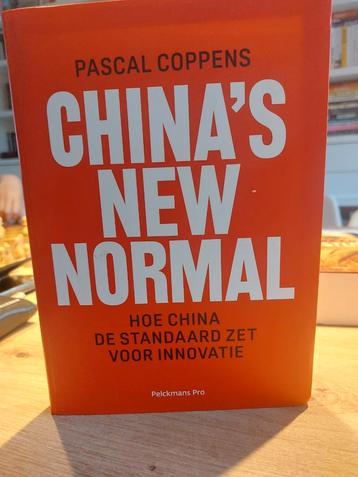 PASCAL COPPENS
CHINA'S
NEW
NORMAL
HOE CHINA
DE STANDAARD ZET
VOOR INNOVATIE
Pelckmans Pro